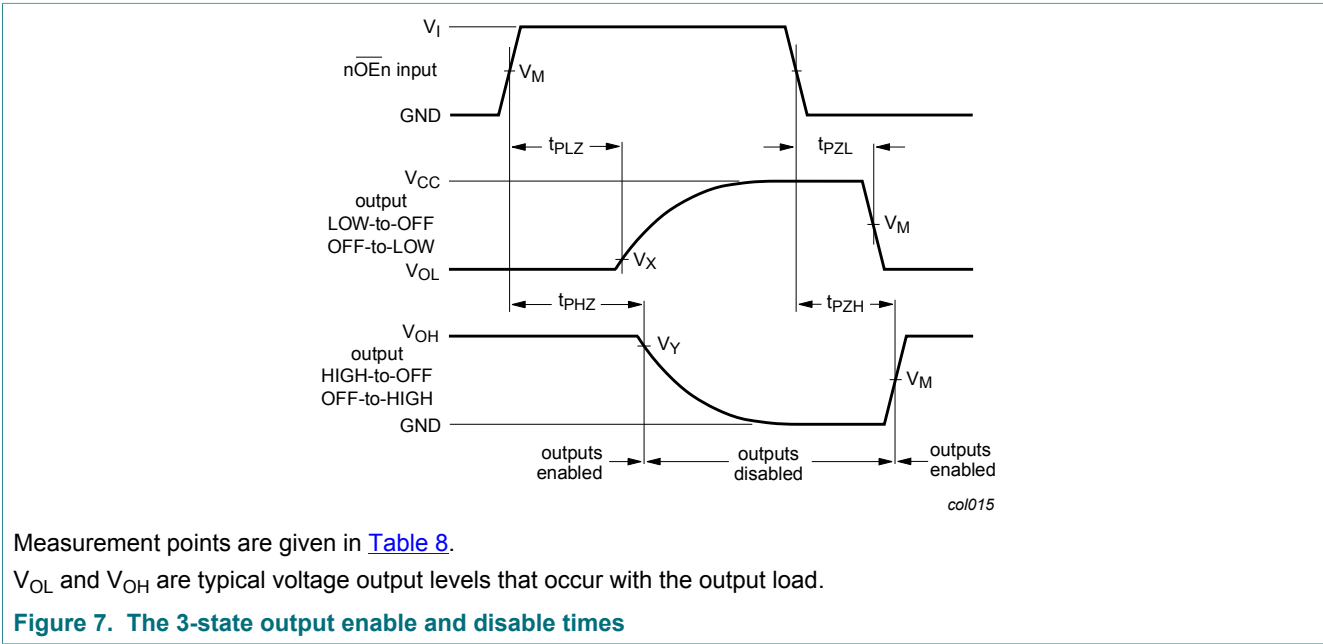 V_I
nO̅E̅n input
V_M
GND
t_PLZ
t_PZL
V_CC
output
LOW-to-OFF
OFF-to-LOW
V_M
V_X
V_OL
t_PHZ
t_PZH
V_OH
output
HIGH-to-OFF
OFF-to-HIGH
V_Y
V_M
GND
outputs
enabled
outputs
disabled
outputs
enabled
col015
Measurement points are given in Table 8.
V_OL and V_OH are typical voltage output levels that occur with the output load.
Figure 7. The 3-state output enable and disable times